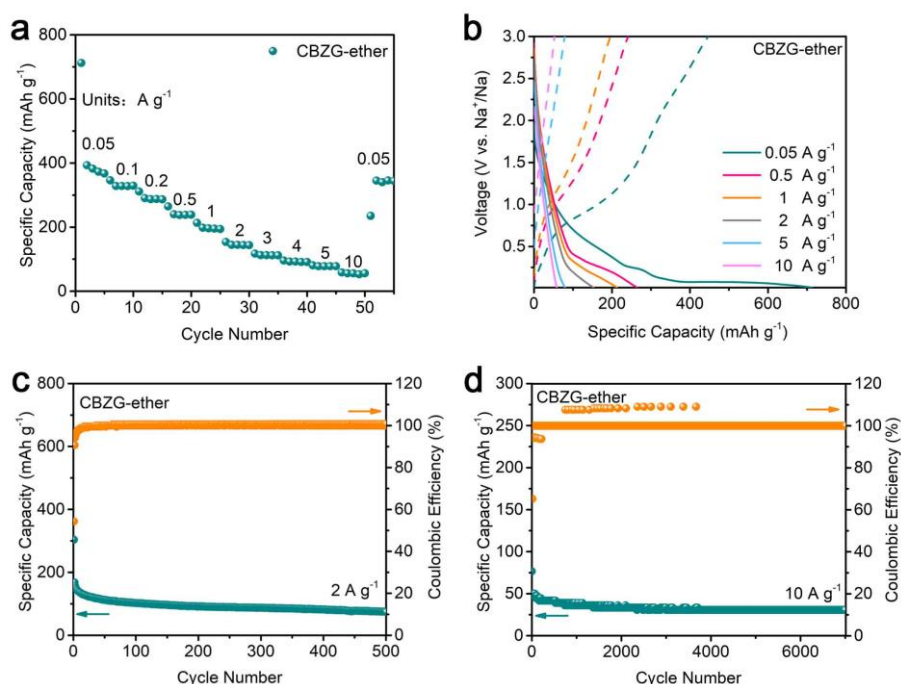 a
CBZG-ether
Units: A g⁻¹
0.05
0.1
0.2
0.5
1
2
3
4
5
10
0.05
800
600
400
200
0
0 10 20 30 40 50
Specific Capacity (mAh g⁻¹)
Cycle Number
b
CBZG-ether
0.05 A g⁻¹
0.5 A g⁻¹
1 A g⁻¹
2 A g⁻¹
5 A g⁻¹
10 A g⁻¹
3.0
2.5
2.0
1.5
1.0
0.5
0 200 400 600 800
Voltage (V vs. Na⁺/Na)
Specific Capacity (mAh g⁻¹)
c
CBZG-ether
2 A g⁻¹
800
600
400
200
0
120
100
80
60
40
20
0
0 100 200 300 400 500
Specific Capacity (mAh g⁻¹)
Coulombic Efficiency (%)
Cycle Number
d
CBZG-ether
10 A g⁻¹
300
250
200
150
100
50
0
120
100
80
60
40
20
0
0 2000 4000 6000
Specific Capacity (mAh g⁻¹)
Coulombic Efficiency (%)
Cycle Number